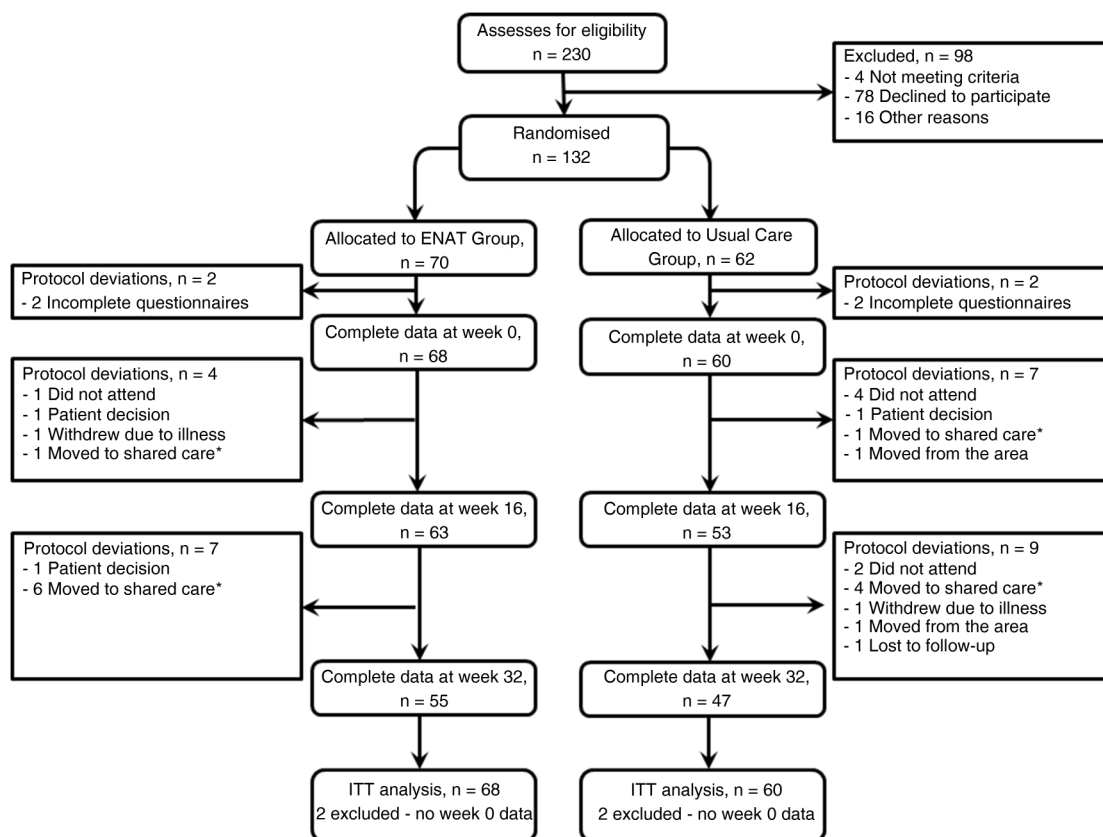 Assesses for eligibility
n = 230
Excluded, n = 98
- 4 Not meeting criteria
- 78 Declined to participate
- 16 Other reasons
Randomised
n = 132
Allocated to ENAT Group,
n = 70
Allocated to Usual Care
Group, n = 62
Protocol deviations, n = 2
- 2 Incomplete questionnaires
Protocol deviations, n = 2
- 2 Incomplete questionnaires
Complete data at week 0,
n = 68
Complete data at week 0,
n = 60
Protocol deviations, n = 4
- 1 Did not attend
- 1 Patient decision
- 1 Withdrew due to illness
- 1 Moved to shared care*
Protocol deviations, n = 7
- 4 Did not attend
- 1 Patient decision
- 1 Moved to shared care*
- 1 Moved from the area
Complete data at week 16,
n = 63
Complete data at week 16,
n = 53
Protocol deviations, n = 7
- 1 Patient decision
- 6 Moved to shared care*
Protocol deviations, n = 9
- 2 Did not attend
- 4 Moved to shared care*
- 1 Withdrew due to illness
- 1 Moved from the area
- 1 Lost to follow-up
Complete data at week 32,
n = 55
Complete data at week 32,
n = 47
ITT analysis, n = 68
2 excluded - no week 0 data
ITT analysis, n = 60
2 excluded - no week 0 data